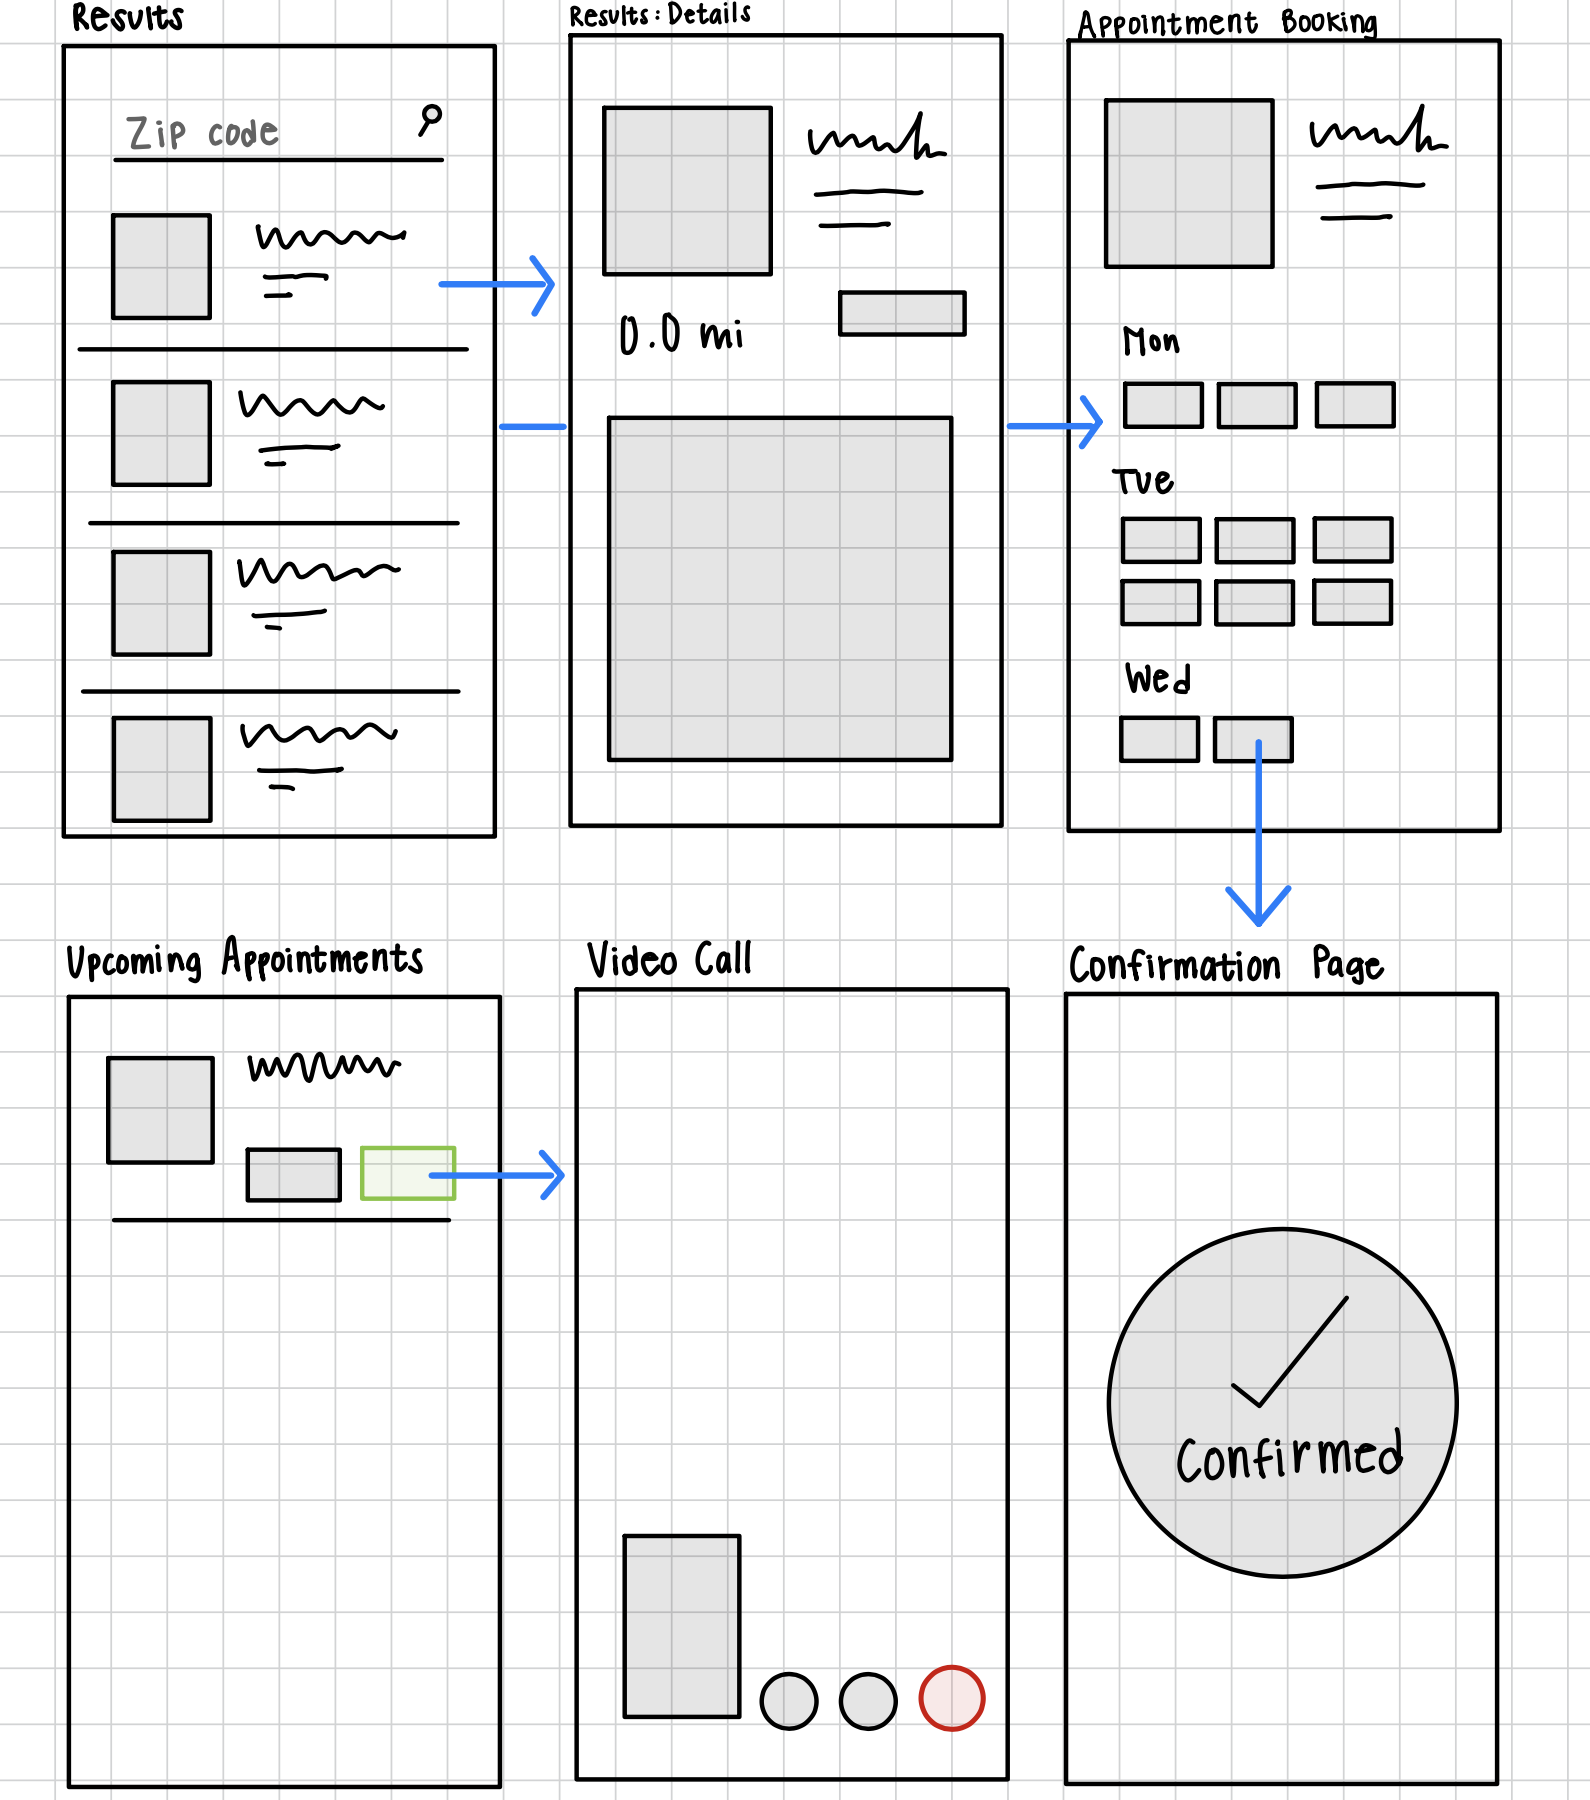 Results
Zip code
Results: Details
0.0 mi
Appointment Booking
Mon
Tue
Wed
Upcoming Appointments
Video Call
Confirmation Page
Confirmed